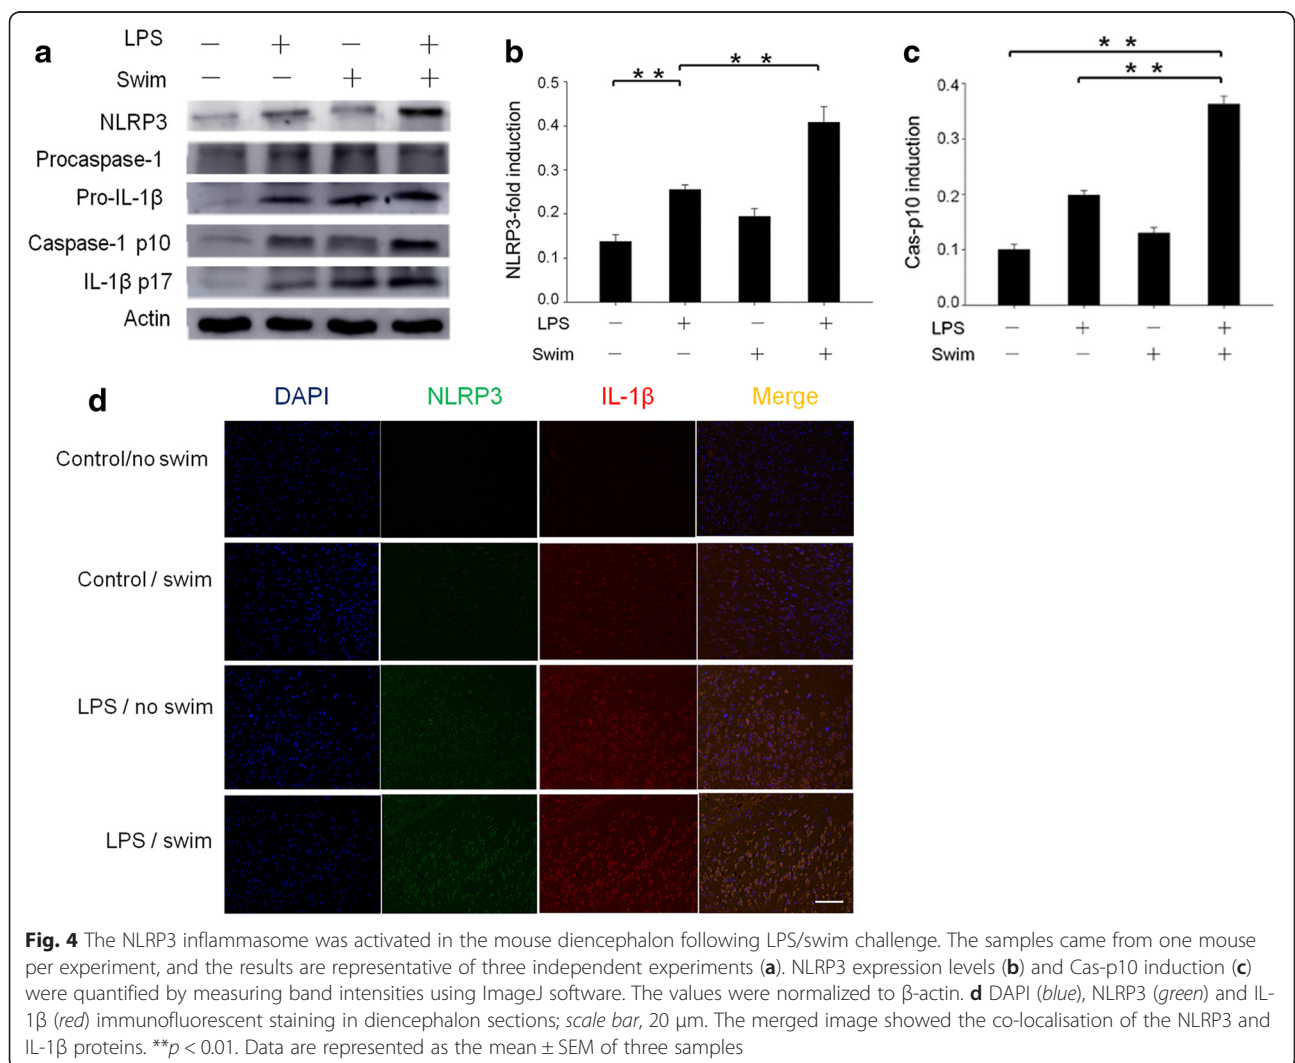 a
LPS − + − +
Swim − − + +
NLRP3
Procaspase-1
Pro-IL-1β
Caspase-1 p10
IL-1β p17
Actin
b
** * *
NLRP3-fold induction
0.5
0.4
0.3
0.2
0.1
0.0
LPS − + − +
Swim − − + +
c
* *
* *
Cas-p10 induction
0.4
0.3
0.2
0.1
0.0
LPS − + − +
Swim − − + +
d
DAPI NLRP3 IL-1β Merge
Control/no swim
Control / swim
LPS / no swim
LPS / swim
Fig. 4 The NLRP3 inflammasome was activated in the mouse diencephalon following LPS/swim challenge. The samples came from one mouse
per experiment, and the results are representative of three independent experiments (a). NLRP3 expression levels (b) and Cas-p10 induction (c)
were quantified by measuring band intensities using ImageJ software. The values were normalized to β-actin. d DAPI (blue), NLRP3 (green) and IL-
1β (red) immunofluorescent staining in diencephalon sections; scale bar, 20 μm. The merged image showed the co-localisation of the NLRP3 and
IL-1β proteins. **p < 0.01. Data are represented as the mean ± SEM of three samples